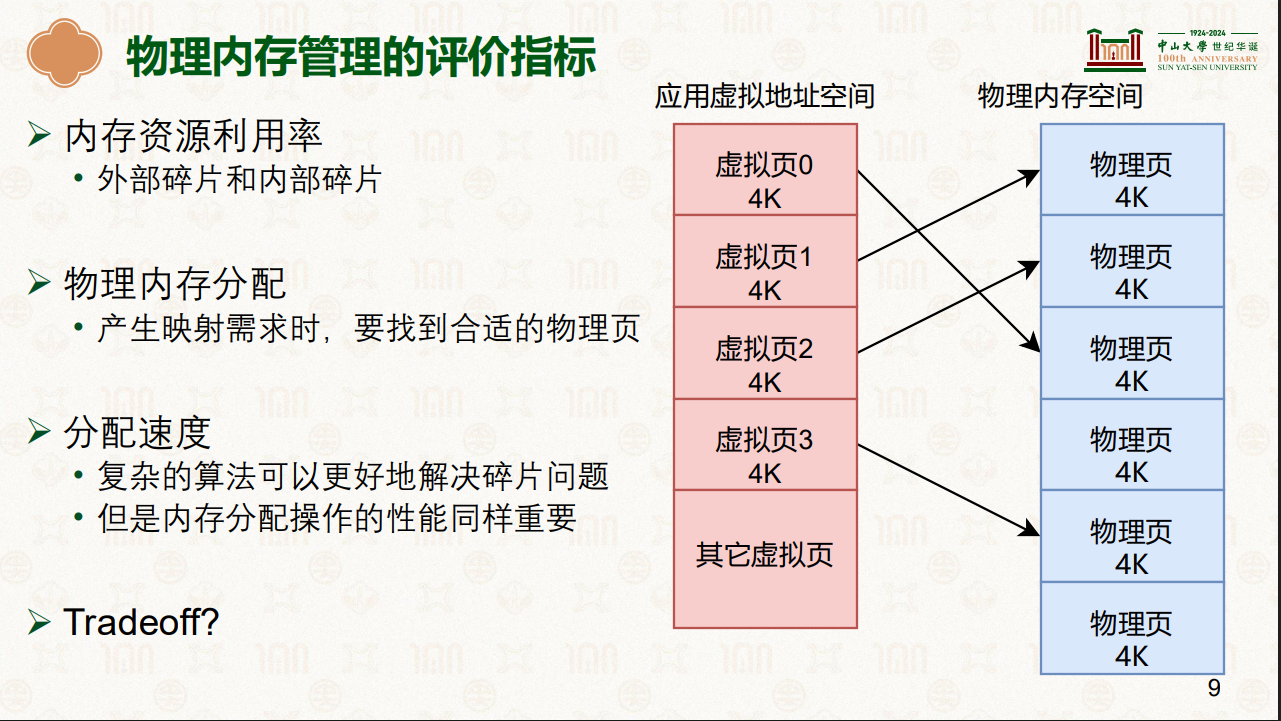 物理内存管理的评价指标
1924-2024
中山大學 世纪华诞
100th ANNIVERSARY
SUN YAT-SEN UNIVERSITY
内存资源利用率
外部碎片和内部碎片
物理内存分配
产生映射需求时，要找到合适的物理页
分配速度
复杂的算法可以更好地解决碎片问题
但是内存分配操作的性能同样重要
Tradeoff?
应用虚拟地址空间
虚拟页0
4K
虚拟页1
4K
虚拟页2
4K
虚拟页3
4K
其它虚拟页
物理内存空间
物理页
4K
物理页
4K
物理页
4K
物理页
4K
物理页
4K
物理页
4K
9